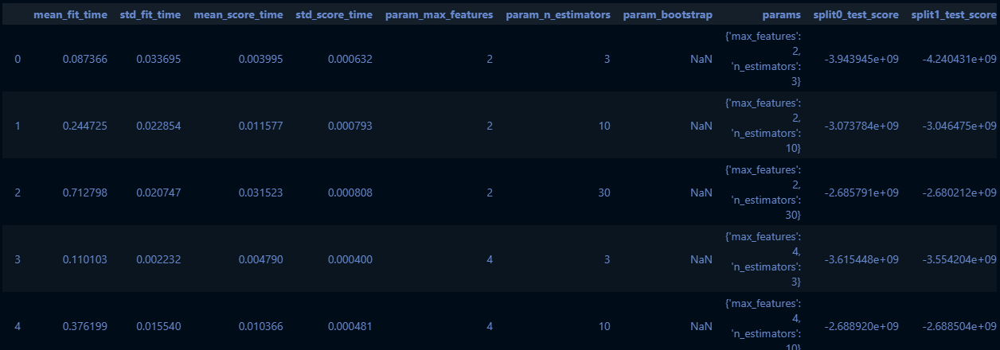 mean_fit_time std_fit_time mean_score_time std_score_time param_max_features param_n_estimators param_bootstrap params split0_test_score split1_test_score
0 0.087366 0.033695 0.003995 0.000632 2 3 NaN {'max_features': 2, 'n_estimators': 3} -3.943945e+09 -4.240431e+09
1 0.244725 0.022854 0.011577 0.000793 2 10 NaN {'max_features': 2, 'n_estimators': 10} -3.073784e+09 -3.046475e+09
2 0.712798 0.020747 0.031523 0.000808 2 30 NaN {'max_features': 2, 'n_estimators': 30} -2.685791e+09 -2.680212e+09
3 0.110103 0.002232 0.004790 0.000400 4 3 NaN {'max_features': 4, 'n_estimators': 3} -3.615448e+09 -3.554204e+09
4 0.376199 0.015540 0.010366 0.000481 4 10 NaN {'max_features': 4, 'n_estimators': 10} -2.688920e+09 -2.688504e+09